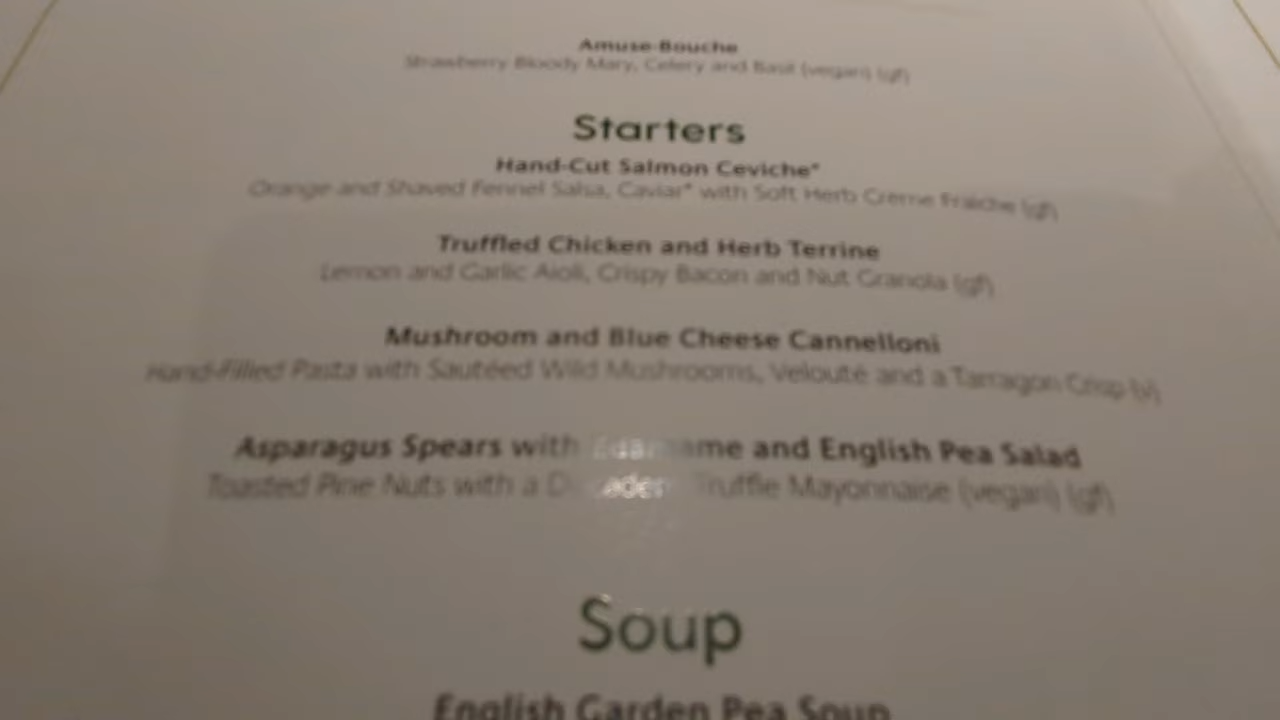 Amuse-Bouche
Strawberry Bloody Mary, Celery and Basil (vegan) (gf)
Starters
Hand-Cut Salmon Ceviche*
Orange and Shaved Fennel Salsa, Caviar* with Soft Herb Crème Fraîche (gf)
Truffled Chicken and Herb Terrine
Lemon and Garlic Aioli, Crispy Bacon and Nut Granola (gf)
Mushroom and Blue Cheese Cannelloni
Hand-Filled Pasta with Sautéed Wild Mushrooms, Velouté and a Tarragon Crisp (v)
Asparagus Spears with Edamame and English Pea Salad
Toasted Pine Nuts with a Truffle Mayonnaise (vegan) (gf)
Soup
English Garden Pea Soup